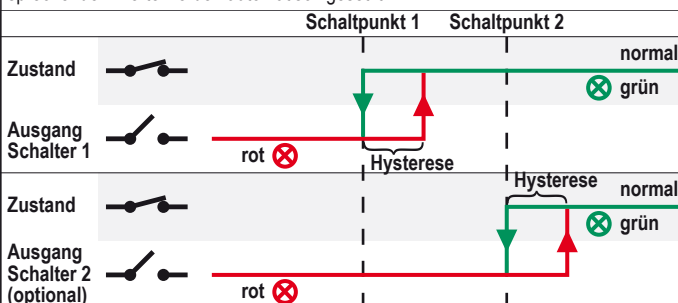 Schaltpunkt 1 Schaltpunkt 2
Zustand
normal
grün
Ausgang
Schalter 1
rot
Hysterese
Zustand
Hysterese
normal
grün
Ausgang
Schalter 2
(optional)
rot